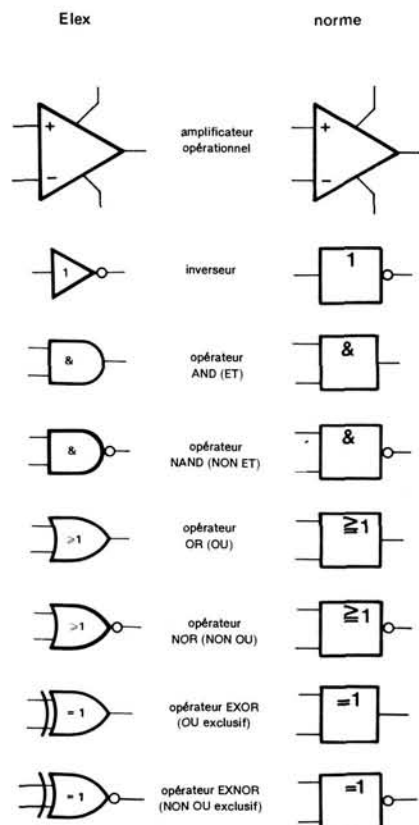 Elex norme
+
−
amplificateur
opérationnel
+
−
1
inverseur
1
&
opérateur
AND (ET)
&
&
opérateur
NAND (NON ET)
&
⩾1
opérateur
OR (OU)
≧1
⩾1
opérateur
NOR (NON OU)
≧1
= 1
opérateur EXOR
(OU exclusif)
=1
= 1
opérateur EXNOR
(NON OU exclusif)
=1